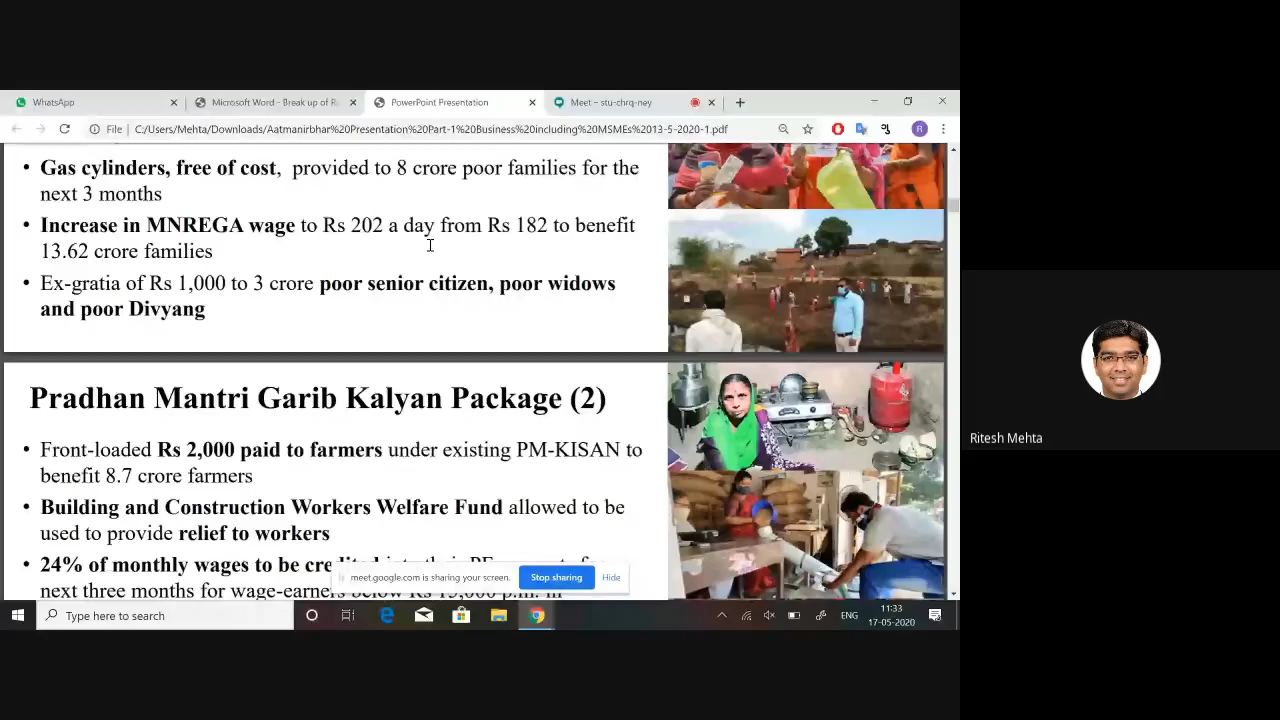 WhatsApp
Microsoft Word - Break up of R
PowerPoint Presentation
Meet – stu-chrq-ney
File
C:/Users/Mehta/Downloads/Aatmanirbhar%20Presentation%20Part-1%20Business%20including%20MSMEs%2013-5-2020-1.pdf
R
• Gas cylinders, free of cost, provided to 8 crore poor families for the
next 3 months
• Increase in MNREGA wage to Rs 202 a day from Rs 182 to benefit
13.62 crore families
• Ex-gratia of Rs 1,000 to 3 crore poor senior citizen, poor widows
and poor Divyang
Pradhan Mantri Garib Kalyan Package (2)
• Front-loaded Rs 2,000 paid to farmers under existing PM-KISAN to
benefit 8.7 crore farmers
• Building and Construction Workers Welfare Fund allowed to be
used to provide relief to workers
• 24% of monthly wages to be credited
next three months for wage-earners below Rs 15,000 p.m. in
meet.google.com is sharing your screen.
Stop sharing
Hide
Type here to search
ENG
11:33
17-05-2020
Ritesh Mehta